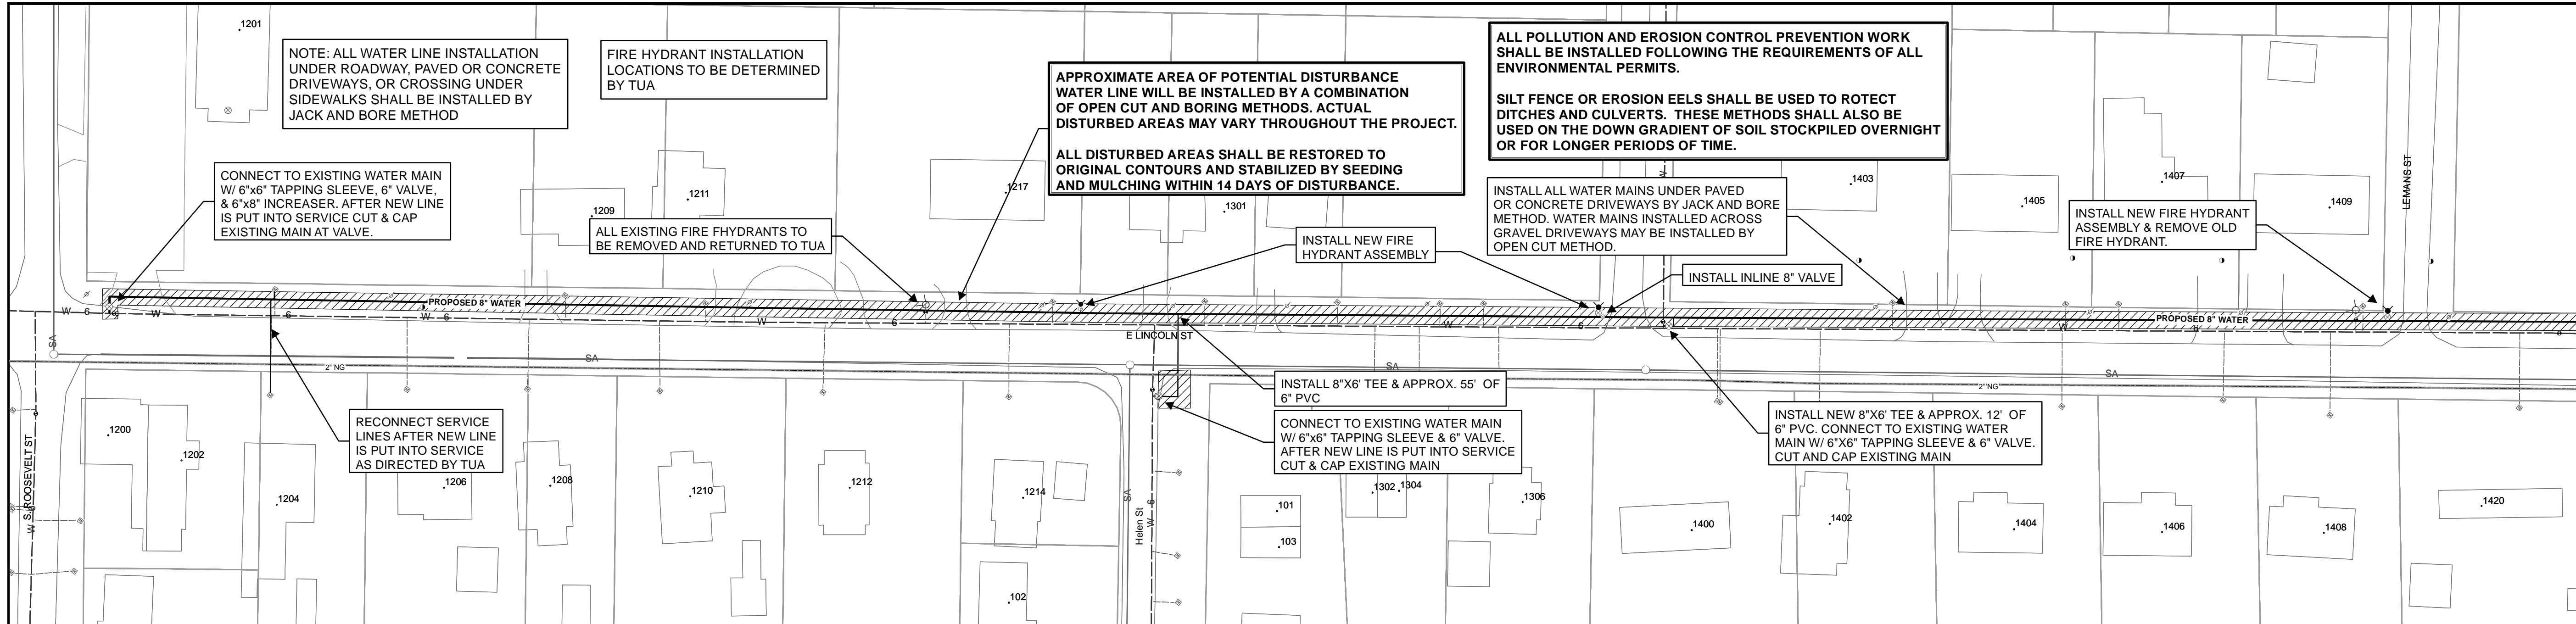 1201
NOTE: ALL WATER LINE INSTALLATION
UNDER ROADWAY, PAVED OR CONCRETE
DRIVEWAYS, OR CROSSING UNDER
SIDEWALKS SHALL BE INSTALLED BY
JACK AND BORE METHOD
FIRE HYDRANT INSTALLATION
LOCATIONS TO BE DETERMINED
BY TUA
APPROXIMATE AREA OF POTENTIAL DISTURBANCE
WATER LINE WILL BE INSTALLED BY A COMBINATION
OF OPEN CUT AND BORING METHODS. ACTUAL
DISTURBED AREAS MAY VARY THROUGHOUT THE PROJECT.
ALL DISTURBED AREAS SHALL BE RESTORED TO
ORIGINAL CONTOURS AND STABILIZED BY SEEDING
AND MULCHING WITHIN 14 DAYS OF DISTURBANCE.
ALL POLLUTION AND EROSION CONTROL PREVENTION WORK
SHALL BE INSTALLED FOLLOWING THE REQUIREMENTS OF ALL
ENVIRONMENTAL PERMITS.
SILT FENCE OR EROSION EELS SHALL BE USED TO ROTECT
DITCHES AND CULVERTS. THESE METHODS SHALL ALSO BE
USED ON THE DOWN GRADIENT OF SOIL STOCKPILED OVERNIGHT
OR FOR LONGER PERIODS OF TIME.
CONNECT TO EXISTING WATER MAIN
W/ 6"x6" TAPPING SLEEVE, 6" VALVE,
& 6"x8" INCREASER. AFTER NEW LINE
IS PUT INTO SERVICE CUT & CAP
EXISTING MAIN AT VALVE.
1209
1211
1217
1301
1403
1405
1407
1409
LEMANS ST
ALL EXISTING FIRE FHYDRANTS TO
BE REMOVED AND RETURNED TO TUA
INSTALL NEW FIRE
HYDRANT ASSEMBLY
INSTALL ALL WATER MAINS UNDER PAVED
OR CONCRETE DRIVEWAYS BY JACK AND BORE
METHOD. WATER MAINS INSTALLED ACROSS
GRAVEL DRIVEWAYS MAY BE INSTALLED BY
OPEN CUT METHOD.
INSTALL INLINE 8" VALVE
INSTALL NEW FIRE HYDRANT
ASSEMBLY & REMOVE OLD
FIRE HYDRANT.
W
PROPOSED 8" WATER
PROPOSED 8" WATER
W 6 W 6 W 6 W 6 W 6 W
E LINCOLN ST
SA
SA
SA
SA
2' NG
2' NG
RECONNECT SERVICE
LINES AFTER NEW LINE
IS PUT INTO SERVICE
AS DIRECTED BY TUA
INSTALL 8"X6' TEE & APPROX. 55' OF
6" PVC
CONNECT TO EXISTING WATER MAIN
W/ 6"x6" TAPPING SLEEVE & 6" VALVE.
AFTER NEW LINE IS PUT INTO SERVICE
CUT & CAP EXISTING MAIN
INSTALL NEW 8"X6' TEE & APPROX. 12' OF
6" PVC. CONNECT TO EXISTING WATER
MAIN W/ 6"X6" TAPPING SLEEVE & 6" VALVE.
CUT AND CAP EXISTING MAIN
S. ROOSEVELT ST
W
1200
1202
1204
1206
1208
1210
1212
1214
102
SA
Helen St
W 6
101
103
1302
1304
1306
1400
1402
1404
1406
1408
1420